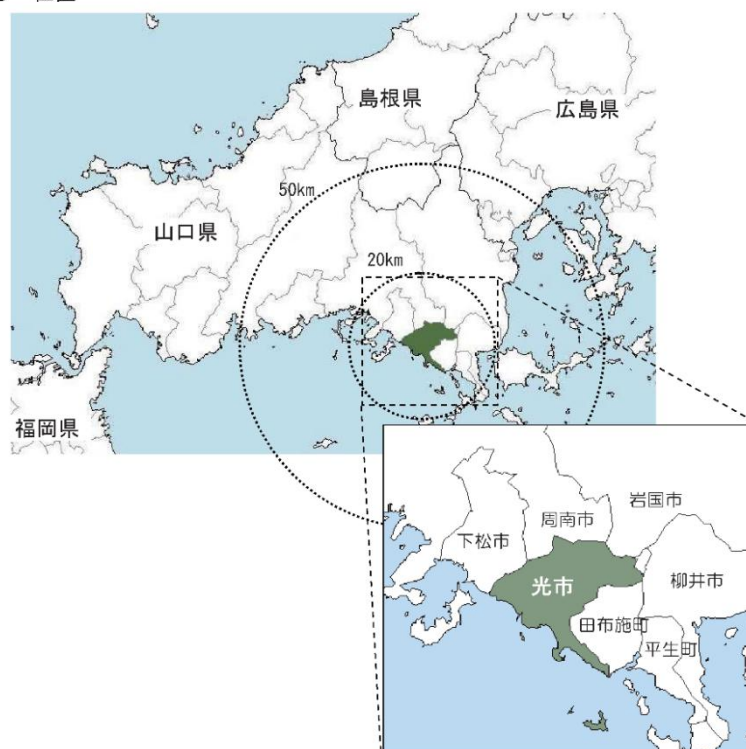 島根県
広島県
50km
山口県
20km
福岡県
岩国市
周南市
下松市
柳井市
光市
田布施町
平生町